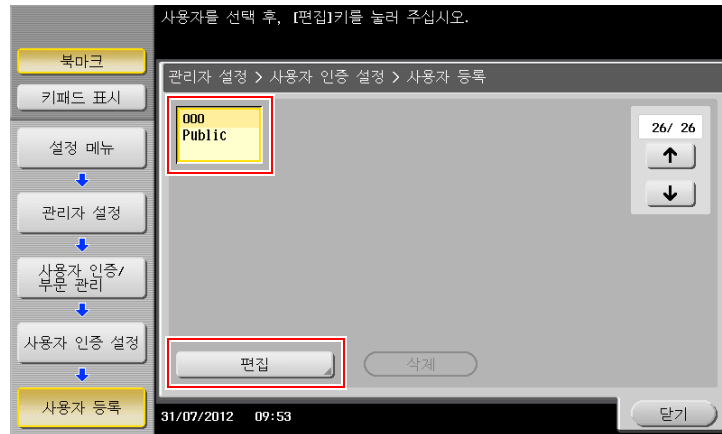 사용자를 선택 후, [편집]키를 눌러 주십시오.
북마크
키패드 표시
설정 메뉴
관리자 설정
사용자 인증/
부문 관리
사용자 인증 설정
사용자 등록
관리자 설정 > 사용자 인증 설정 > 사용자 등록
000
Public
26/ 26
↑
↓
편집
삭제
31/07/2012 09:53
닫기